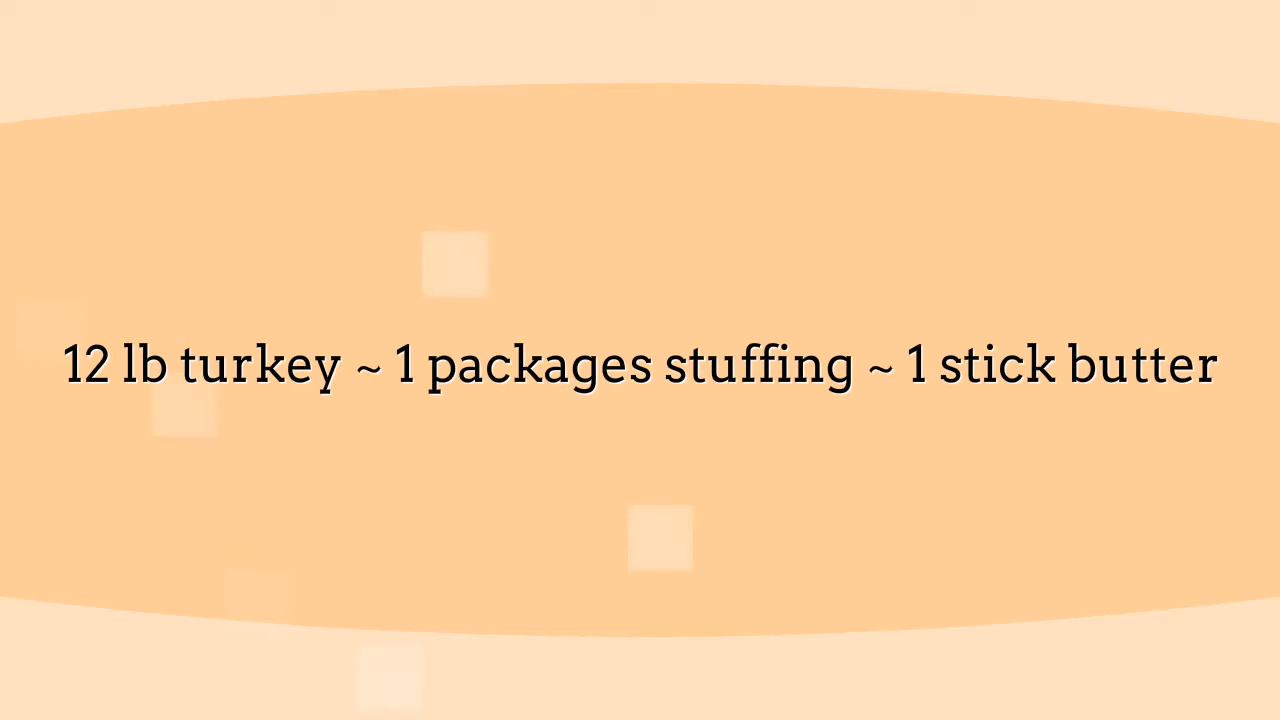 12 lb turkey ~ 1 packages stuffing ~ 1 stick butter